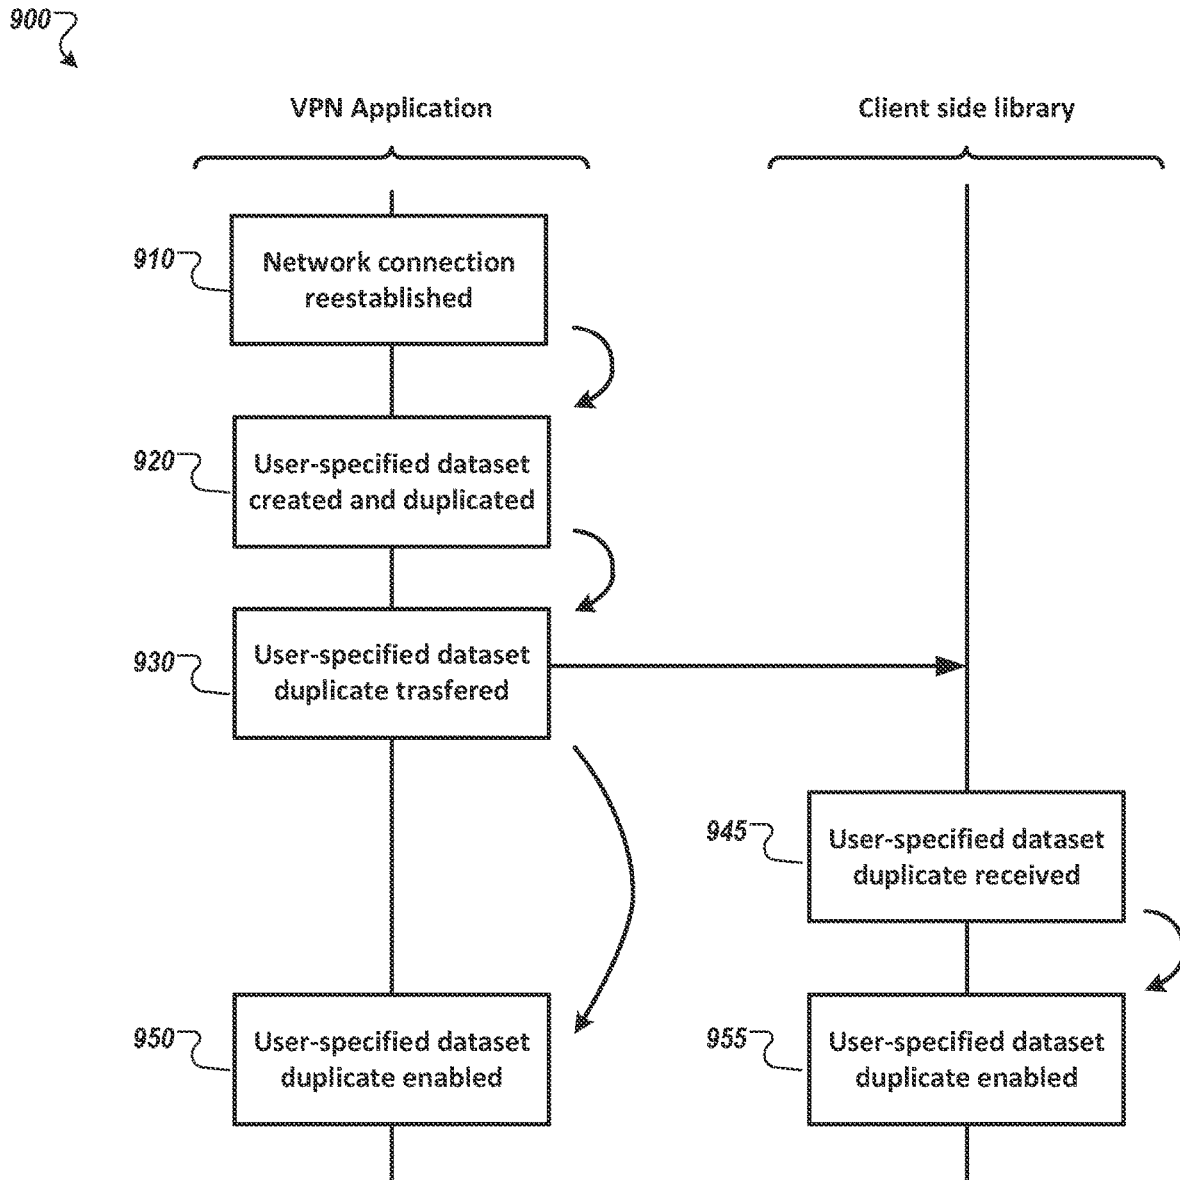 900
VPN Application
Client side library
910
Network connection
reestablished
920
User-specified dataset
created and duplicated
930
User-specified dataset
duplicate trasfered
945
User-specified dataset
duplicate received
950
User-specified dataset
duplicate enabled
955
User-specified dataset
duplicate enabled